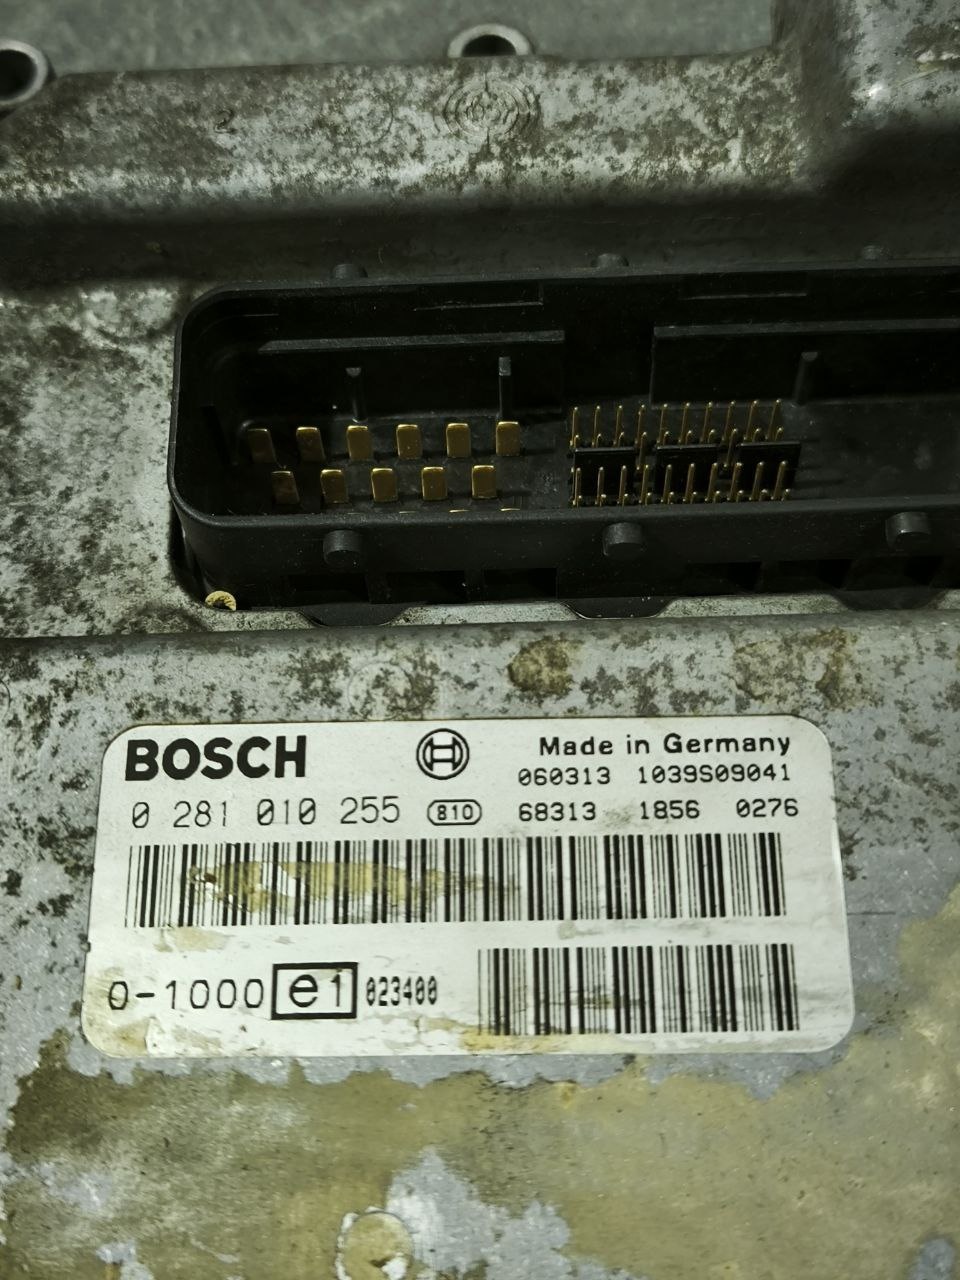 BOSCH
Made in Germany
060313 1039S09041
0 281 010 255 810 68313 1856 0276
0-1000 e1 023400